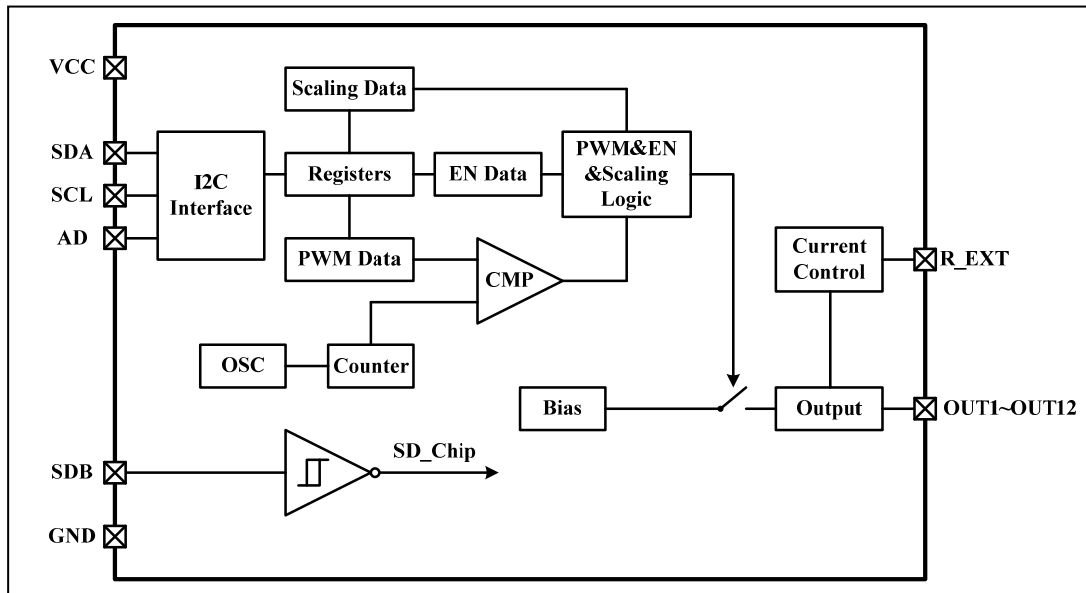 VCC
Scaling Data
SDA
SCL
AD
I2C
Interface
Registers
EN Data
PWM&EN
&Scaling
Logic
PWM Data
CMP
Current
Control
R_EXT
OSC
Counter
Bias
Output
OUT1~OUT12
SDB
SD_Chip
GND